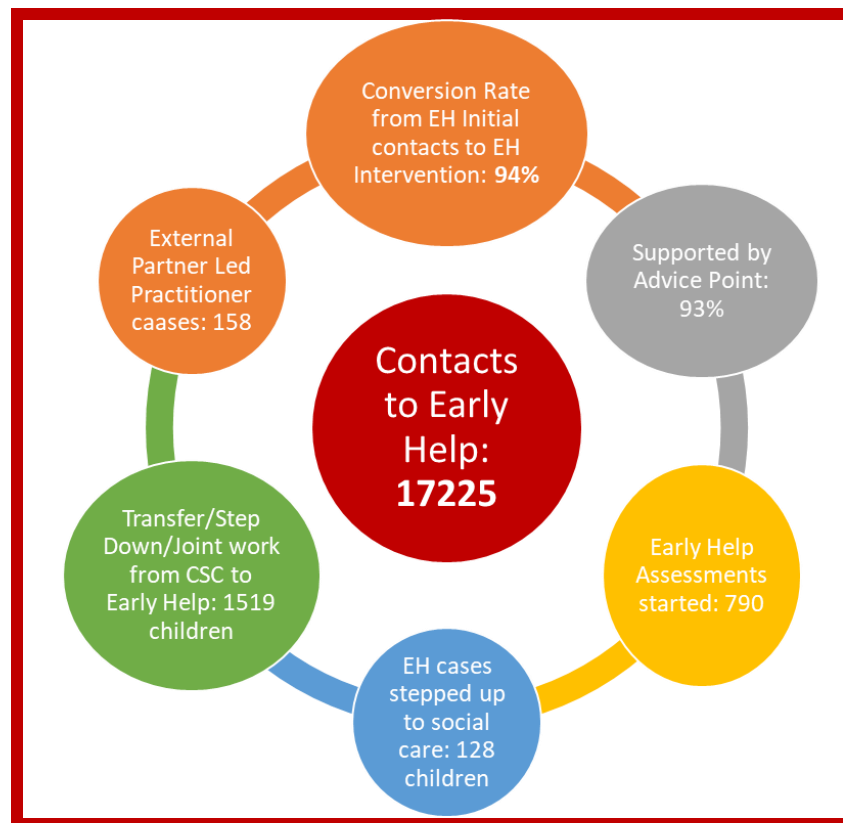 Conversion Rate
from EH Initial
contacts to EH
Intervention: 94%
Supported by
Advice Point:
93%
Early Help
Assessments
started: 790
EH cases
stepped up
to social
care: 128
children
Transfer/Step
Down/Joint work
from CSC to
Early Help: 1519
children
External
Partner Led
Practitioner
caases: 158
Contacts
to Early
Help:
17225